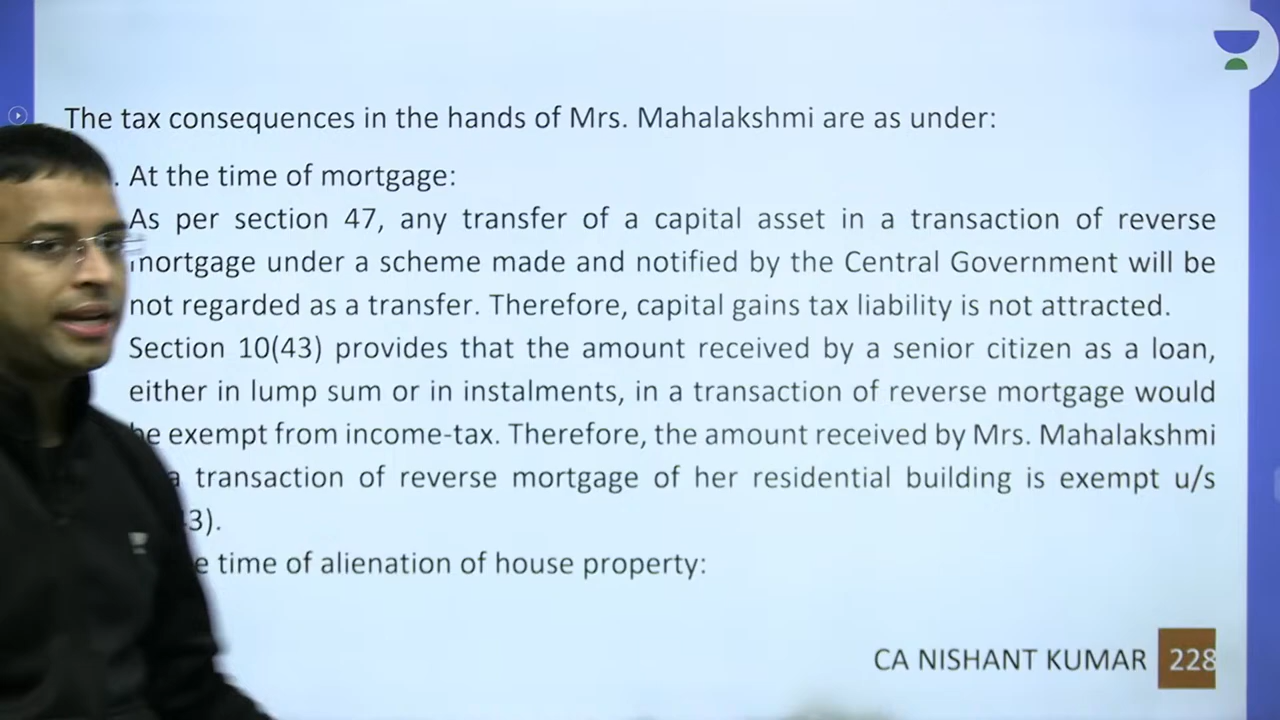 The tax consequences in the hands of Mrs. Mahalakshmi are as under:
. At the time of mortgage:
As per section 47, any transfer of a capital asset in a transaction of reverse
mortgage under a scheme made and notified by the Central Government will be
not regarded as a transfer. Therefore, capital gains tax liability is not attracted.
Section 10(43) provides that the amount received by a senior citizen as a loan,
either in lump sum or in instalments, in a transaction of reverse mortgage would
be exempt from income-tax. Therefore, the amount received by Mrs. Mahalakshmi
a transaction of reverse mortgage of her residential building is exempt u/s
3).
e time of alienation of house property:
CA NISHANT KUMAR 228